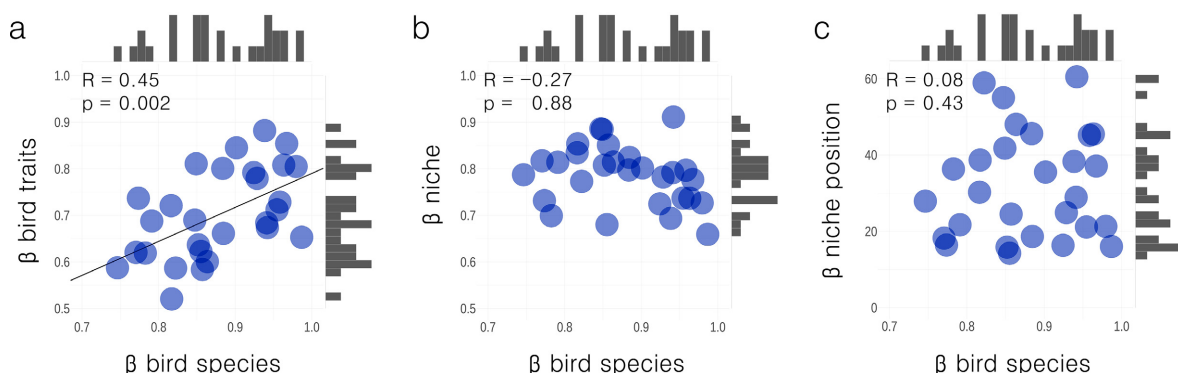 a
R = 0.45
p = 0.002
1.0
0.9
0.8
0.7
0.6
0.5
0.7 0.8 0.9 1.0
β bird traits
β bird species
b
R = −0.27
p = 0.88
1.0
0.9
0.8
0.7
0.6
0.5
0.7 0.8 0.9 1.0
β niche
β bird species
c
R = 0.08
p = 0.43
60
40
20
0
0.7 0.8 0.9 1.0
β niche position
β bird species